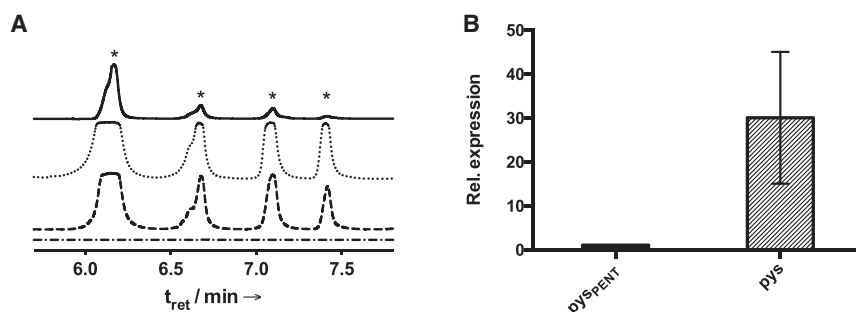 A
*
*
*
*
6.0 6.5 7.0 7.5
t_ret / min →
B
Rel. expression
50
40
30
20
10
0
pys_PENT
pys